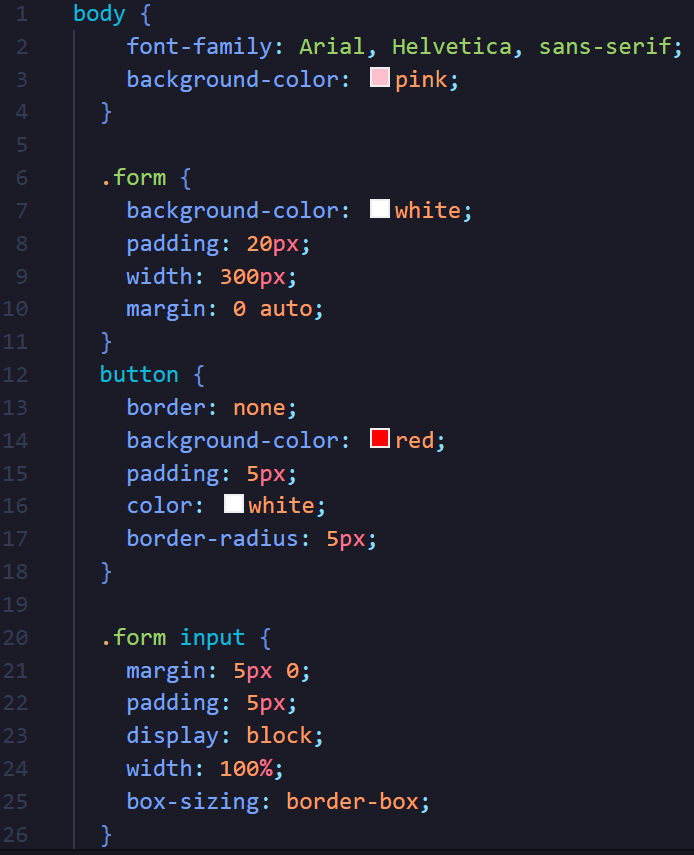 1 body {
2 font-family: Arial, Helvetica, sans-serif;
3 background-color: pink;
4 }
5
6 .form {
7 background-color: white;
8 padding: 20px;
9 width: 300px;
10 margin: 0 auto;
11 }
12 button {
13 border: none;
14 background-color: red;
15 padding: 5px;
16 color: white;
17 border-radius: 5px;
18 }
19
20 .form input {
21 margin: 5px 0;
22 padding: 5px;
23 display: block;
24 width: 100%;
25 box-sizing: border-box;
26 }